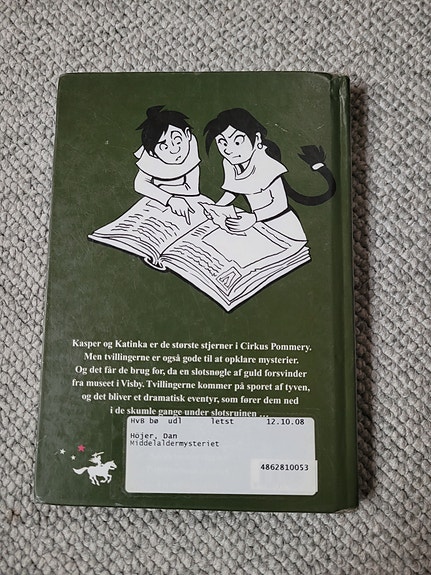 Kasper og Katinka er de største stjerner i Cirkus Pommery.
Men tvillingerne er også gode til at opklare mysterier.
Og det får de brug for, da en slotsnøgle af guld forsvinder
fra museet i Visby. Tvillingerne kommer på sporet af tyven,
og det bliver et dramatisk eventyr, som fører dem ned
i de skumle gange under slotsruinen ...
HvB bø udl letst 12.10.08
Höjer, Dan
Middelaldermysteriet
4862810053